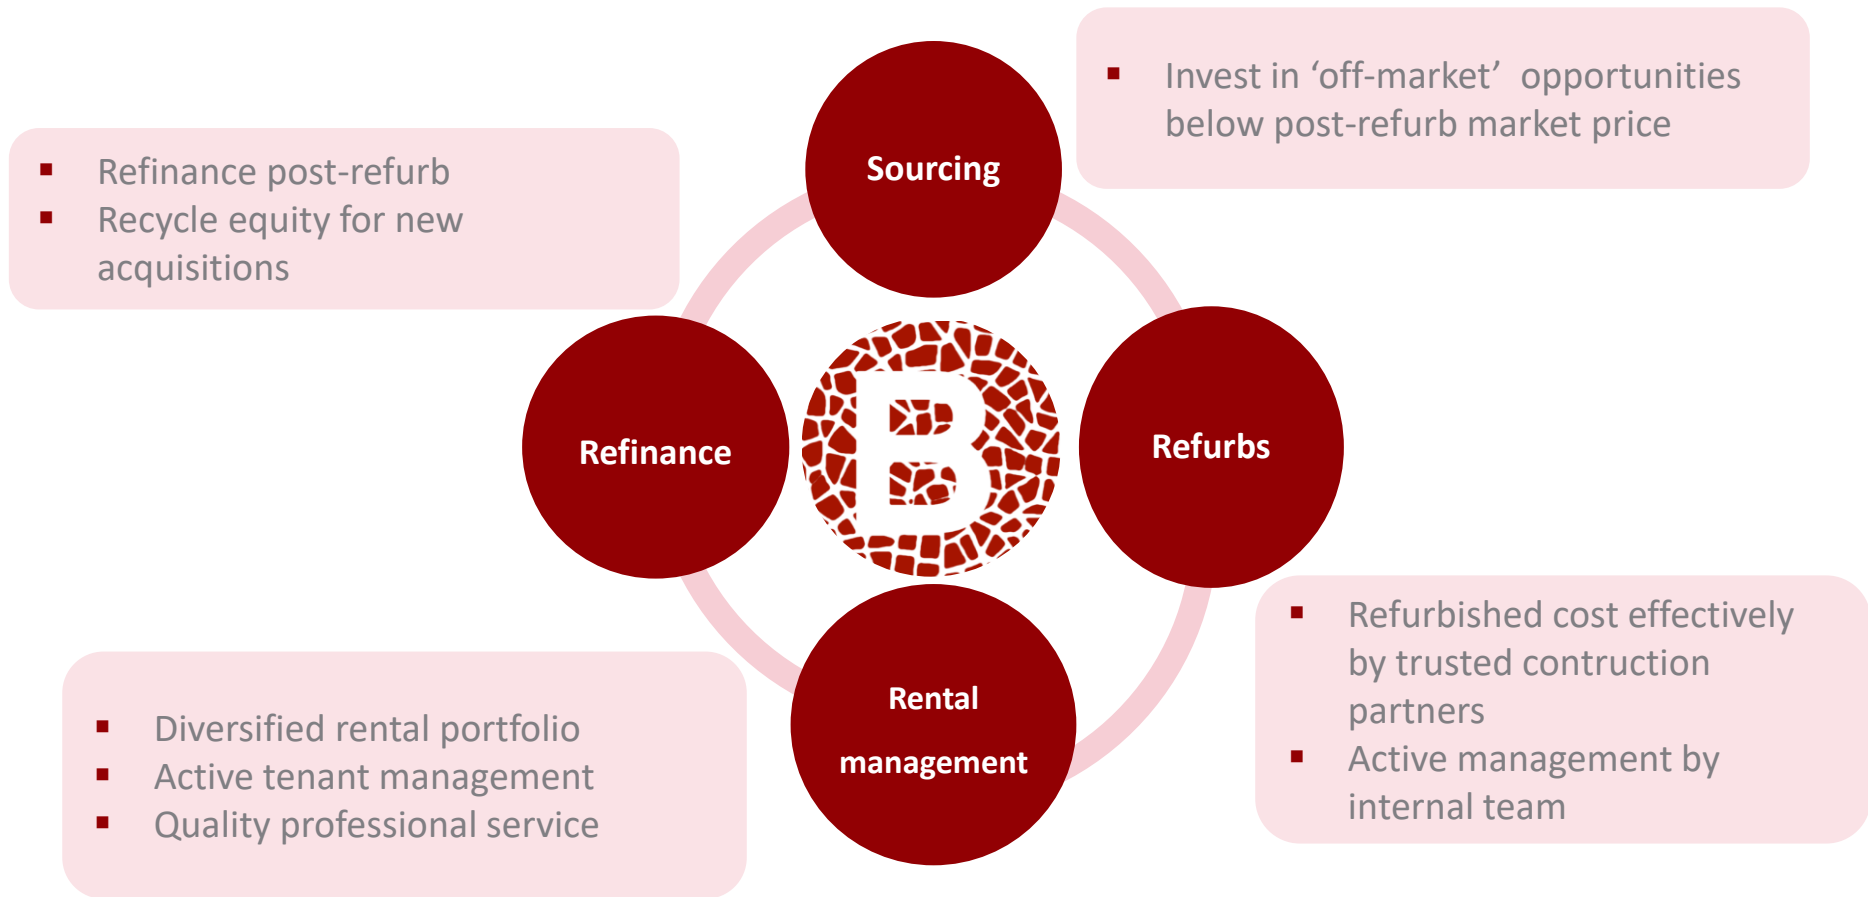 Sourcing
▪ Invest in ‘off-market’ opportunities
below post-refurb market price
▪ Refinance post-refurb
▪ Recycle equity for new
acquisitions
Refinance
B
Refurbs
▪ Refurbished cost effectively
by trusted contruction
partners
▪ Active management by
internal team
Rental
management
▪ Diversified rental portfolio
▪ Active tenant management
▪ Quality professional service